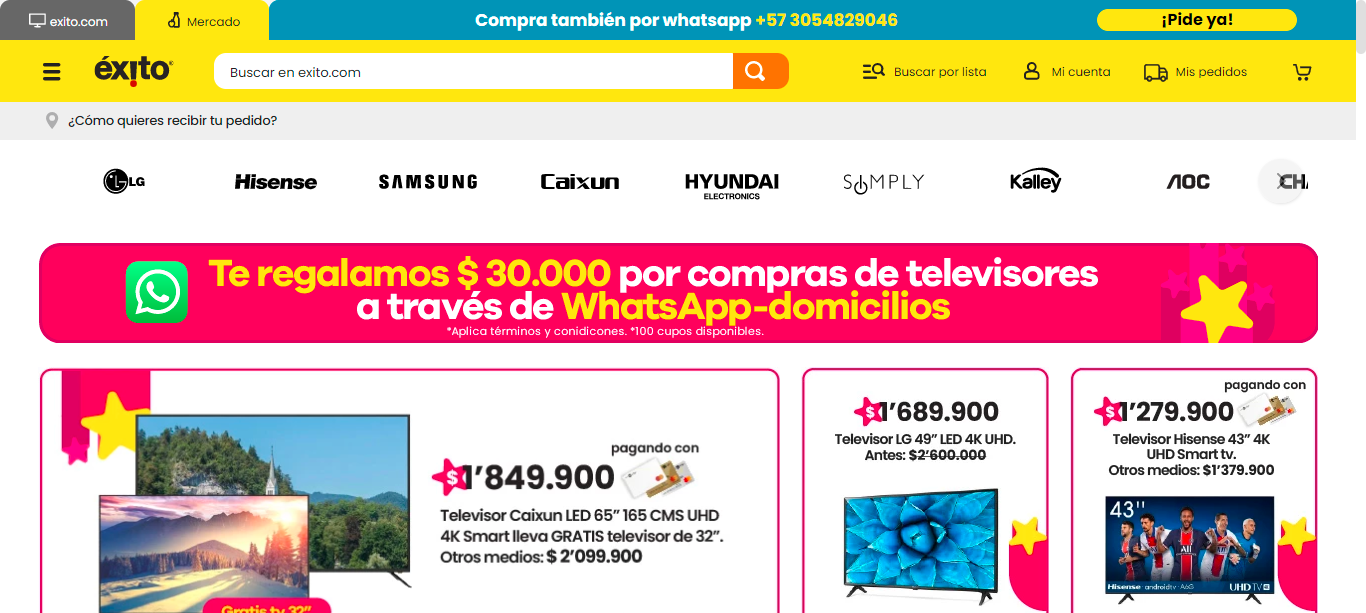 exito.com
Mercado
Compra también por whatsapp +57 3054829046
¡Pide ya!
éxito
Buscar en exito.com
Buscar por lista
Mi cuenta
Mis pedidos
¿Cómo quieres recibir tu pedido?
LG
Hisense
SAMSUNG
Caixun
HYUNDAI
ELECTRONICS
SIMPLY
Kalley
AOC
CH
Te regalamos $ 30.000 por compras de televisores
a través de WhatsApp-domicilios
*Aplica términos y conidicones. *100 cupos disponibles.
pagando con
$1’849.900
Televisor Caixun LED 65” 165 CMS UHD
4K Smart lleva GRATIS televisor de 32”.
Otros medios: $ 2’099.900
Gratis tv 32”
$1’689.900
Televisor LG 49” LED 4K UHD.
Antes: $2’600.000
pagando con
$1’279.900
Televisor Hisense 43” 4K
UHD Smart tv.
Otros medios: $1’379.900
43''
Hisense androidtv · A6G
UHD TV 4K